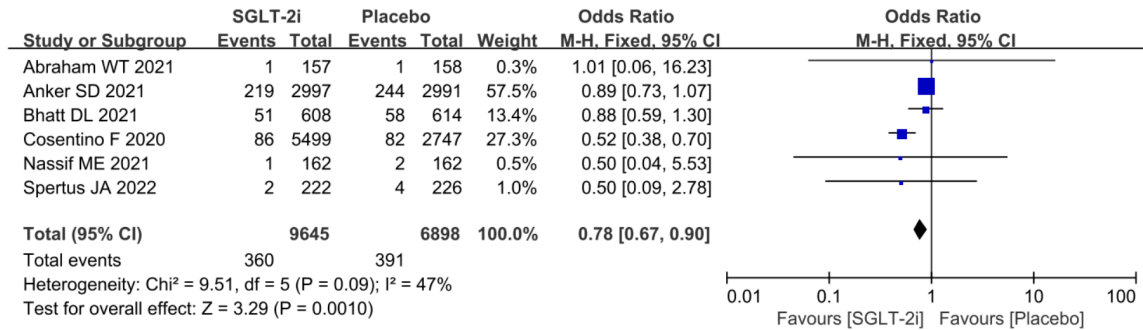 SGLT-2i Placebo Odds Ratio Odds Ratio
Study or Subgroup Events Total Events Total Weight M-H, Fixed, 95% CI M-H, Fixed, 95% CI
Abraham WT 2021 1 157 1 158 0.3% 1.01 [0.06, 16.23]
Anker SD 2021 219 2997 244 2991 57.5% 0.89 [0.73, 1.07]
Bhatt DL 2021 51 608 58 614 13.4% 0.88 [0.59, 1.30]
Cosentino F 2020 86 5499 82 2747 27.3% 0.52 [0.38, 0.70]
Nassif ME 2021 1 162 2 162 0.5% 0.50 [0.04, 5.53]
Spertus JA 2022 2 222 4 226 1.0% 0.50 [0.09, 2.78]
Total (95% CI) 9645 6898 100.0% 0.78 [0.67, 0.90]
Total events 360 391
Heterogeneity: Chi² = 9.51, df = 5 (P = 0.09); I² = 47%
Test for overall effect: Z = 3.29 (P = 0.0010)
0.01 0.1 1 10 100
Favours [SGLT-2i] Favours [Placebo]